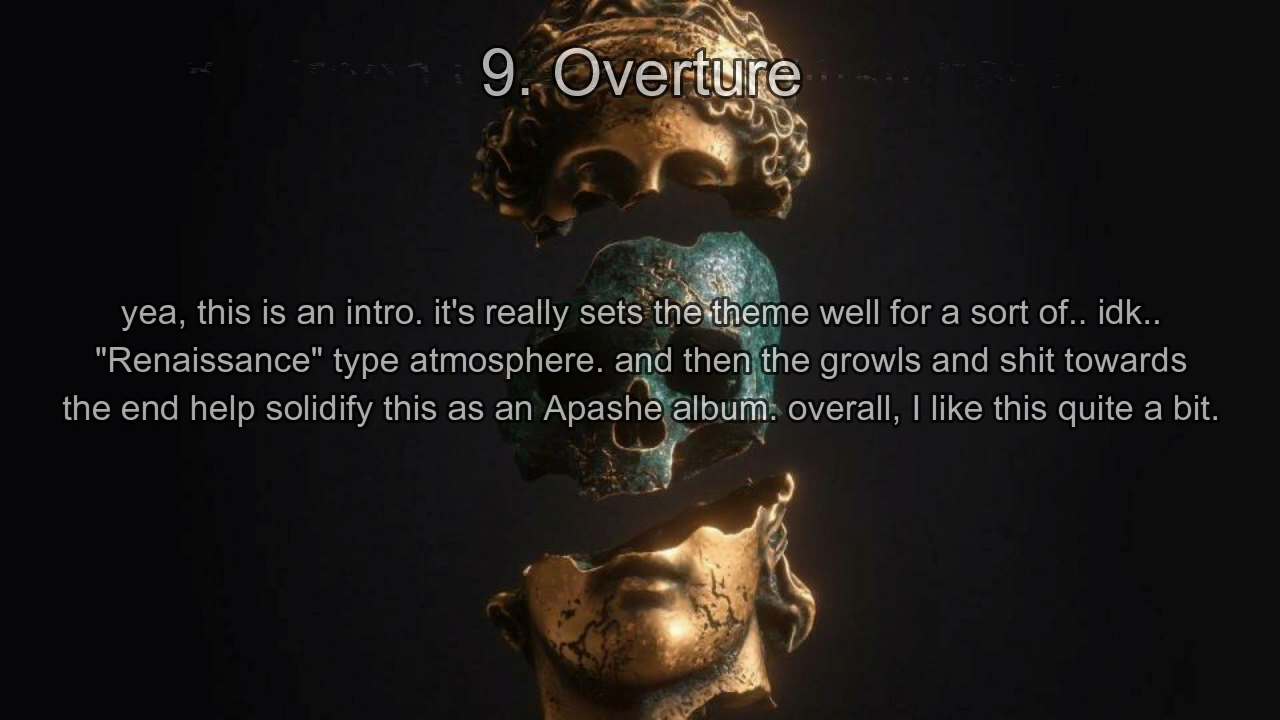 9. Overture
yea, this is an intro. it's really sets the theme well for a sort of.. idk..
"Renaissance" type atmosphere. and then the growls and shit towards
the end help solidify this as an Apashe album. overall, I like this quite a bit.